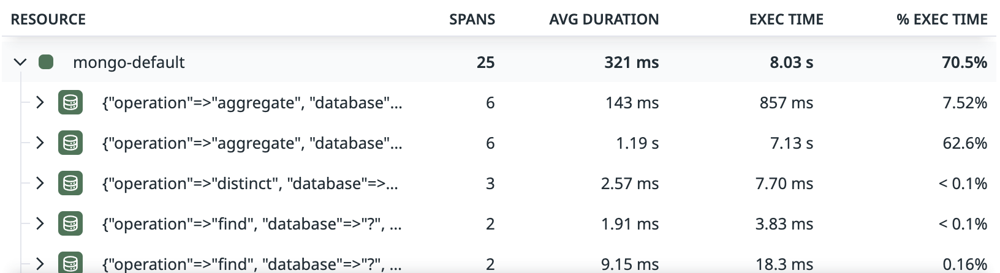 RESOURCE SPANS AVG DURATION EXEC TIME % EXEC TIME
mongo-default 25 321 ms 8.03 s 70.5%
{"operation"=>"aggregate", "database"... 6 143 ms 857 ms 7.52%
{"operation"=>"aggregate", "database"... 6 1.19 s 7.13 s 62.6%
{"operation"=>"distinct", "database"=>... 3 2.57 ms 7.70 ms < 0.1%
{"operation"=>"find", "database"=>"?", ... 2 1.91 ms 3.83 ms < 0.1%
{"operation"=>"find", "database"=>"?", ... 2 9.15 ms 18.3 ms 0.16%